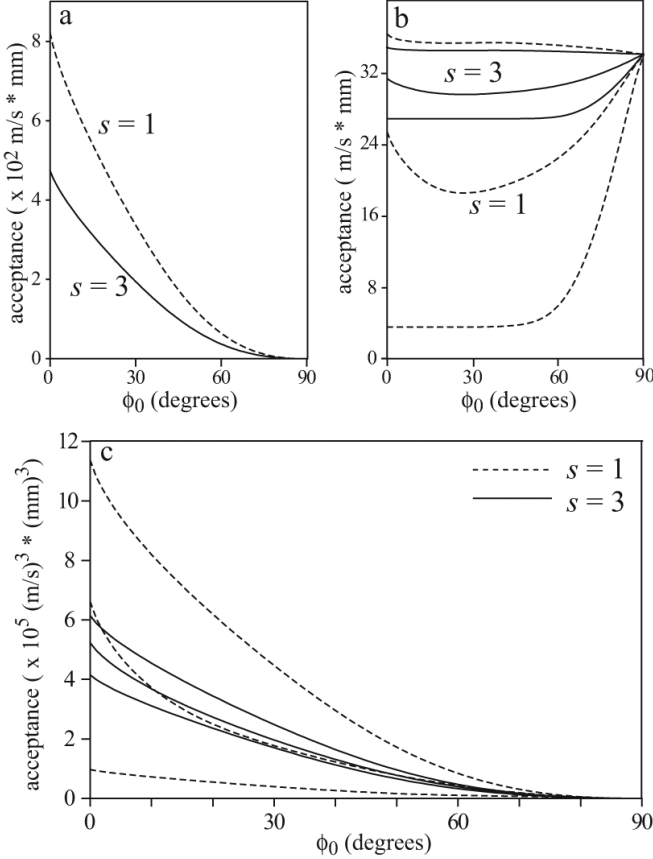 a
acceptance ( x 10² m/s * mm)
8
6
4
2
0
s = 1
s = 3
0 30 60 90
ϕ₀ (degrees)
b
acceptance ( m/s * mm)
32
24
16
8
0
s = 3
s = 1
0 30 60 90
ϕ₀ (degrees)
c
acceptance ( x 10⁵ (m/s)³ * (mm)³)
12
10
8
6
4
2
0
s = 1
s = 3
0 30 60 90
ϕ₀ (degrees)